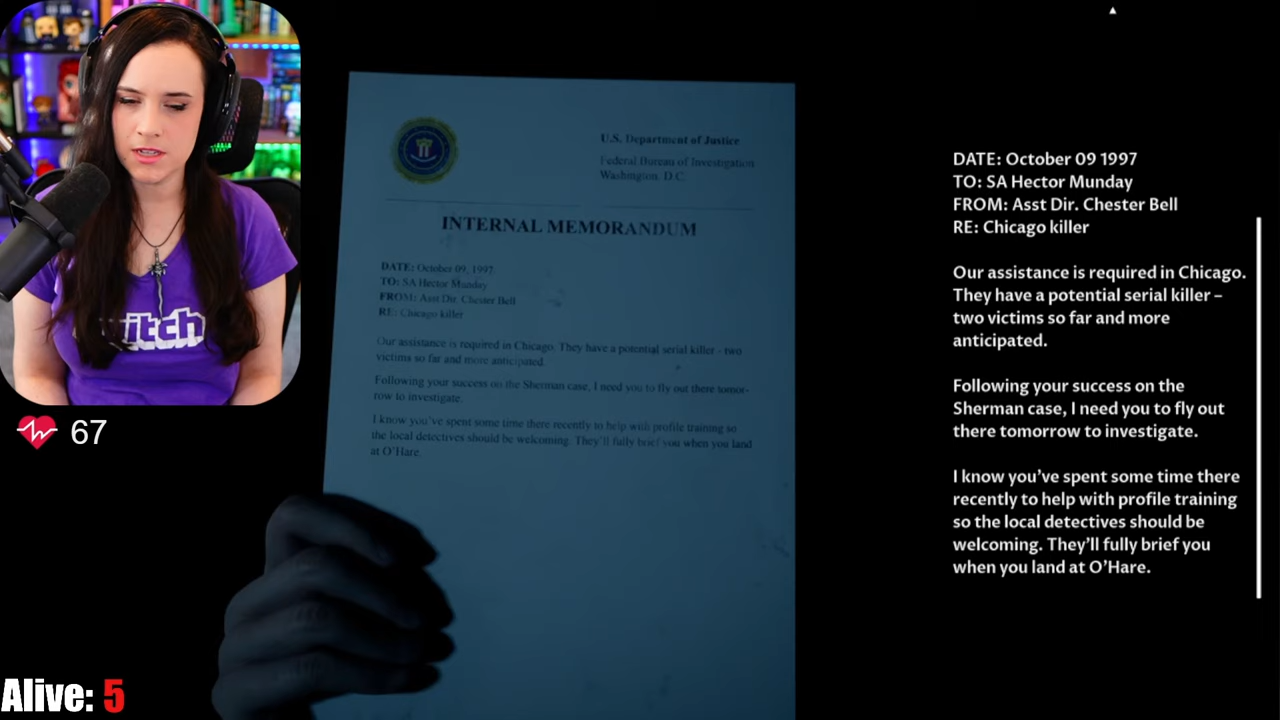 U.S. Department of Justice
Federal Bureau of Investigation
Washington, D.C.
INTERNAL MEMORANDUM
DATE: October 09, 1997
TO: SA Hector Munday
FROM: Asst Dir. Chester Bell
RE: Chicago killer
Our assistance is required in Chicago. They have a potential serial killer - two
victims so far and more anticipated.
Following your success on the Sherman case, I need you to fly out there tomor-
row to investigate.
I know you've spent some time there recently to help with profile training so
the local detectives should be welcoming. They'll fully brief you when you land
at O'Hare.
DATE: October 09 1997
TO: SA Hector Munday
FROM: Asst Dir. Chester Bell
RE: Chicago killer
Our assistance is required in Chicago.
They have a potential serial killer –
two victims so far and more
anticipated.
Following your success on the
Sherman case, I need you to fly out
there tomorrow to investigate.
I know you've spent some time there
recently to help with profile training
so the local detectives should be
welcoming. They'll fully brief you
when you land at O'Hare.
twitch
67
Alive: 5